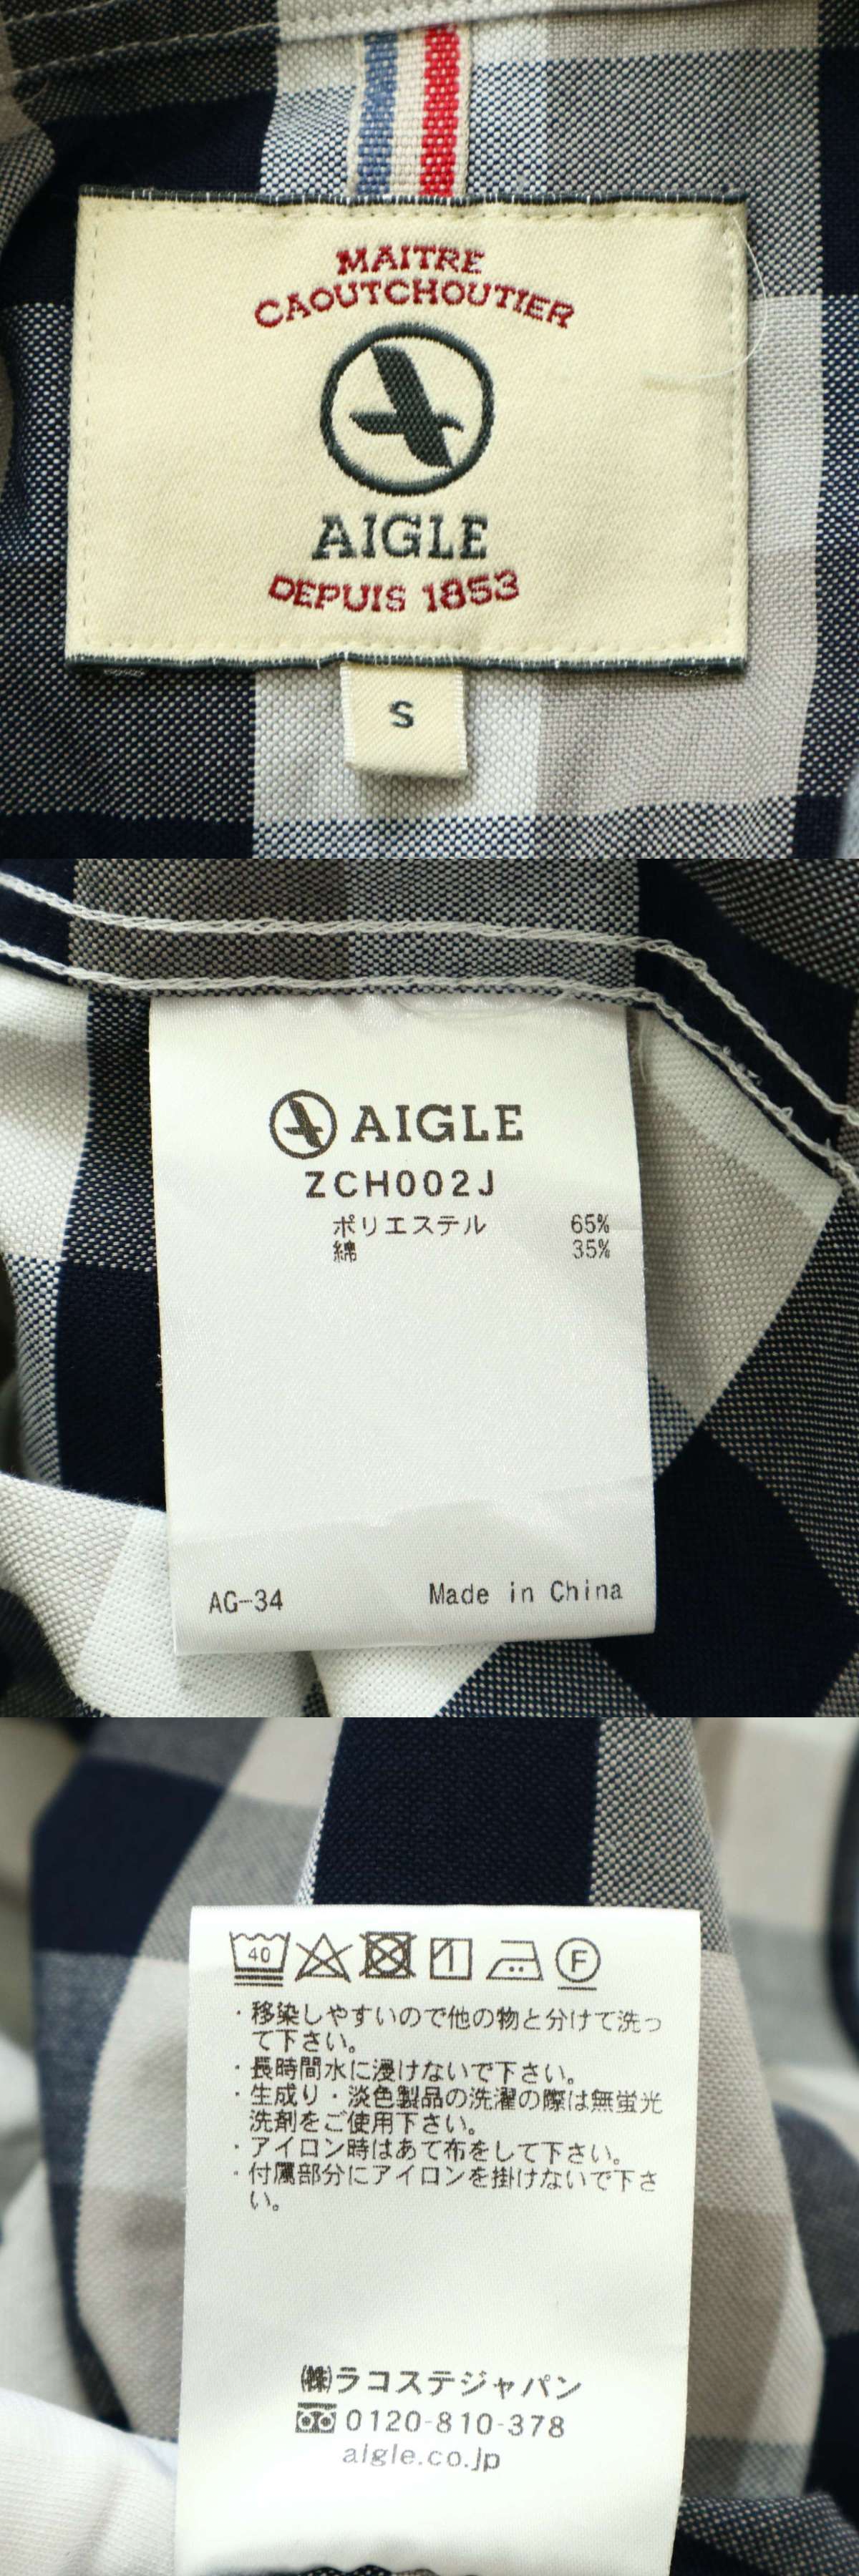 MAITRE
CAOUTCHOUTIER
AIGLE
DEPUIS 1853
S
AIGLE
ZCH002J
ポリエステル 65%
綿 35%
AG-34 Made in China
40 F
・移染しやすいので他の物と分けて洗っ
て下さい。
・長時間水に浸けないで下さい。
・生成り・淡色製品の洗濯の際は無蛍光
洗剤をご使用下さい。
・アイロン時はあて布をして下さい。
・付属部分にアイロンを掛けないで下さ
い。
㈱ラコステジャパン
0120-810-378
aigle.co.jp